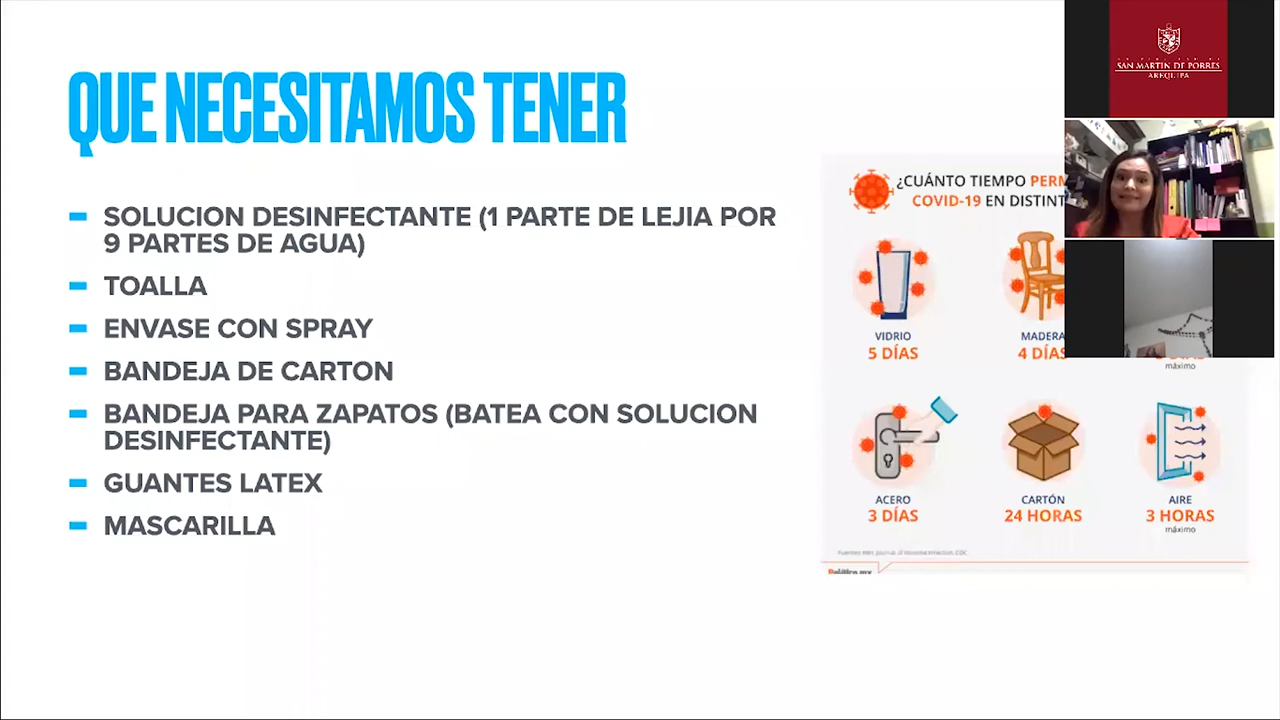 QUE NECESITAMOS TENER
SOLUCION DESINFECTANTE (1 PARTE DE LEJIA POR
9 PARTES DE AGUA)
TOALLA
ENVASE CON SPRAY
BANDEJA DE CARTON
BANDEJA PARA ZAPATOS (BATEA CON SOLUCION
DESINFECTANTE)
GUANTES LATEX
MASCARILLA
¿CUÁNTO TIEMPO PERM
COVID-19 EN DISTINT
VIDRIO
5 DÍAS
MADERA
4 DÍAS
máximo
ACERO
3 DÍAS
CARTÓN
24 HORAS
AIRE
3 HORAS
máximo
SAN MARTIN DE PORRES
AREQUIPA